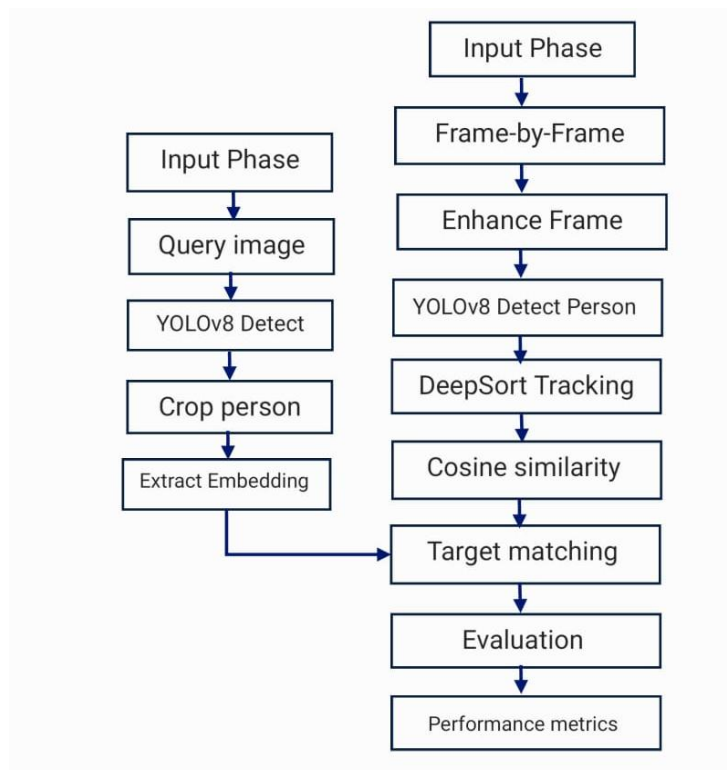 Input Phase
Query image
YOLOv8 Detect
Crop person
Extract Embedding
Input Phase
Frame-by-Frame
Enhance Frame
YOLOv8 Detect Person
DeepSort Tracking
Cosine similarity
Target matching
Evaluation
Performance metrics